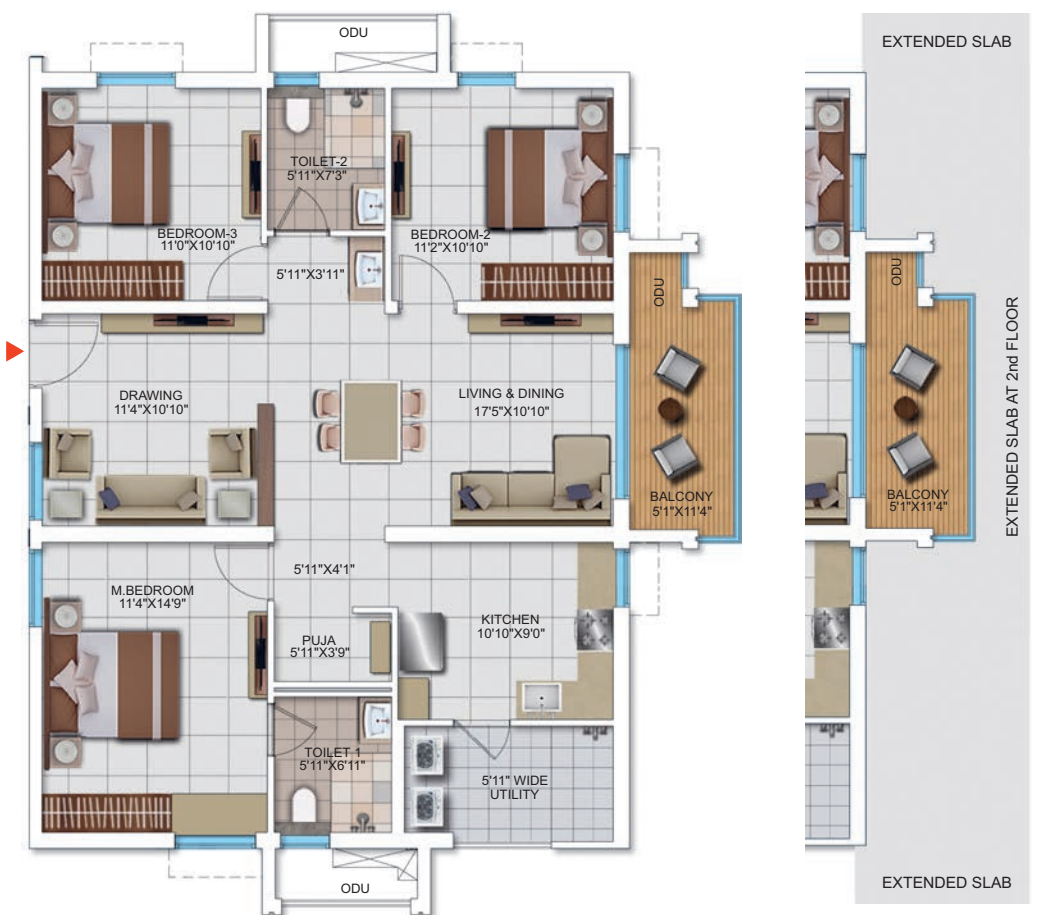 ODU
EXTENDED SLAB
TOILET-2
5'11"X7'3"
BEDROOM-3
11'0"X10'10"
BEDROOM-2
11'2"X10'10"
5'11"X3'11"
ODU
ODU
DRAWING
11'4"X10'10"
LIVING & DINING
17'5"X10'10"
BALCONY
5'1"X11'4"
BALCONY
5'1"X11'4"
EXTENDED SLAB AT 2nd FLOOR
5'11"X4'1"
M.BEDROOM
11'4"X14'9"
KITCHEN
10'10"X9'0"
PUJA
5'11"X3'9"
TOILET 1
5'11"X6'11"
5'11" WIDE
UTILITY
ODU
EXTENDED SLAB